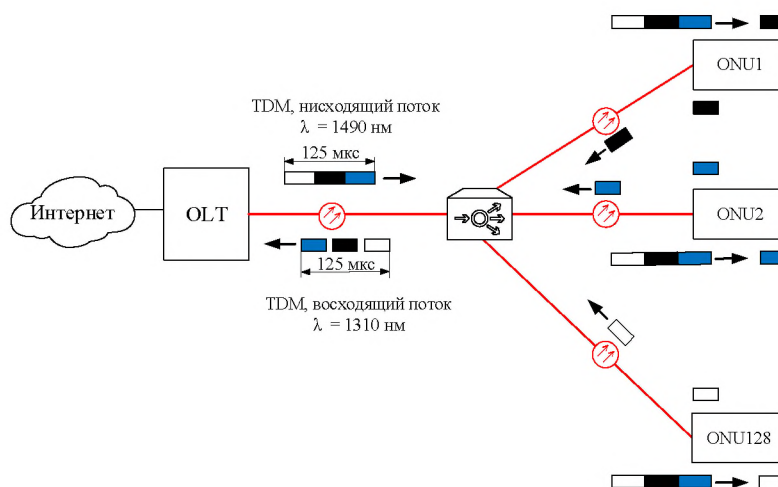 ONU1
TDM, нисходящий поток
λ = 1490 нм
125 мкс
Интернет
OLT
ONU2
125 мкс
TDM, восходящий поток
λ = 1310 нм
ONU128